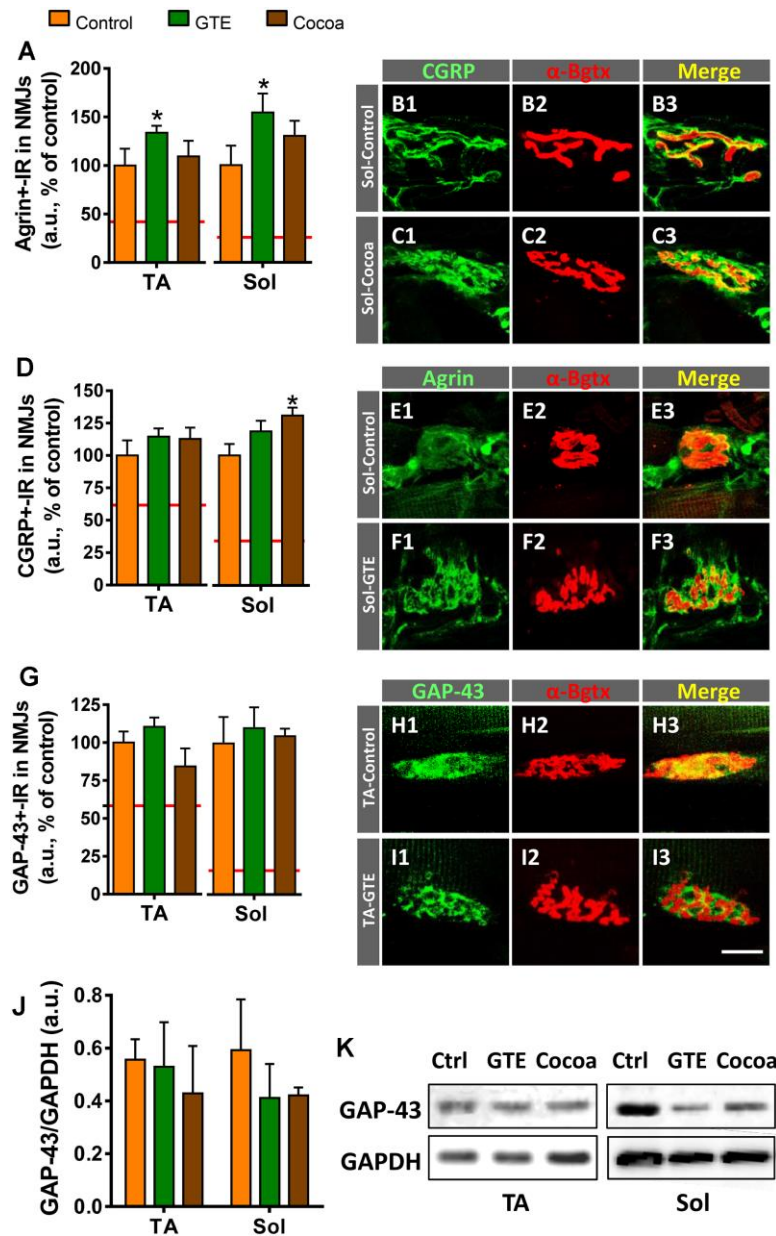 Control GTE Cocoa
A
Agrin+-IR in NMJs
(a.u., % of control)
150
100
50
0
*
*
TA Sol
CGRP α-Bgtx Merge
Sol-Control
B1 B2 B3
Sol-Cocoa
C1 C2 C3
D
CGRP+-IR in NMJs
(a.u., % of control)
125
100
75
50
25
0
*
TA Sol
Agrin α-Bgtx Merge
Sol-Control
E1 E2 E3
Sol-GTE
F1 F2 F3
G
GAP-43+-IR in NMJs
(a.u., % of control)
125
100
75
50
25
0
TA Sol
GAP-43 α-Bgtx Merge
TA-Control
H1 H2 H3
TA-GTE
I1 I2 I3
J
GAP-43/GAPDH (a.u.)
0.8
0.6
0.4
0.2
0.0
TA Sol
K
Ctrl GTE Cocoa Ctrl GTE Cocoa
GAP-43
GAPDH
TA Sol